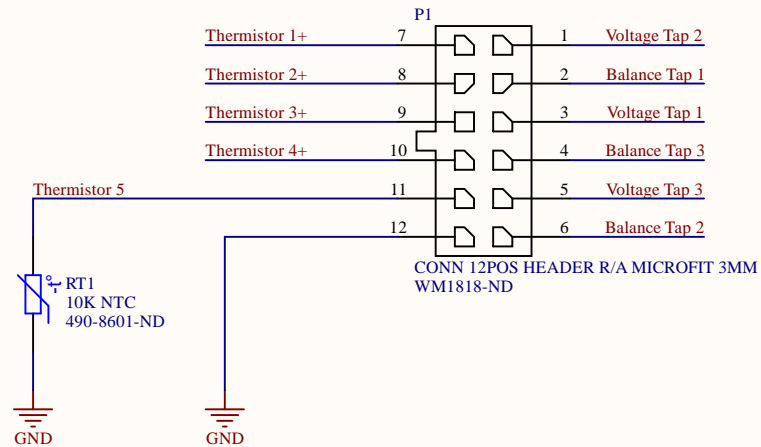 P1
Thermistor 1+ 7 1 Voltage Tap 2
Thermistor 2+ 8 2 Balance Tap 1
Thermistor 3+ 9 3 Voltage Tap 1
Thermistor 4+ 10 4 Balance Tap 3
Thermistor 5 11 5 Voltage Tap 3
12 6 Balance Tap 2
CONN 12POS HEADER R/A MICROFIT 3MM
WM1818-ND
-t°
RT1
10K NTC
490-8601-ND
GND GND